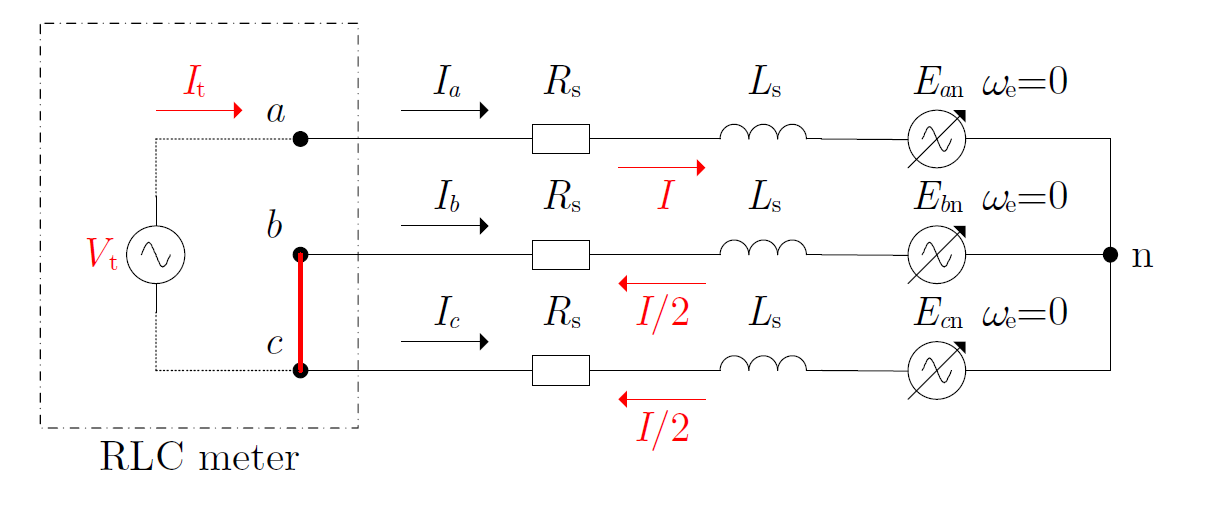 It
a Ia Rs Ls Ean ωe=0
I
b Ib Rs Ls Ebn ωe=0
Vt n
I/2
c Ic Rs Ls Ecn ωe=0
I/2
RLC meter